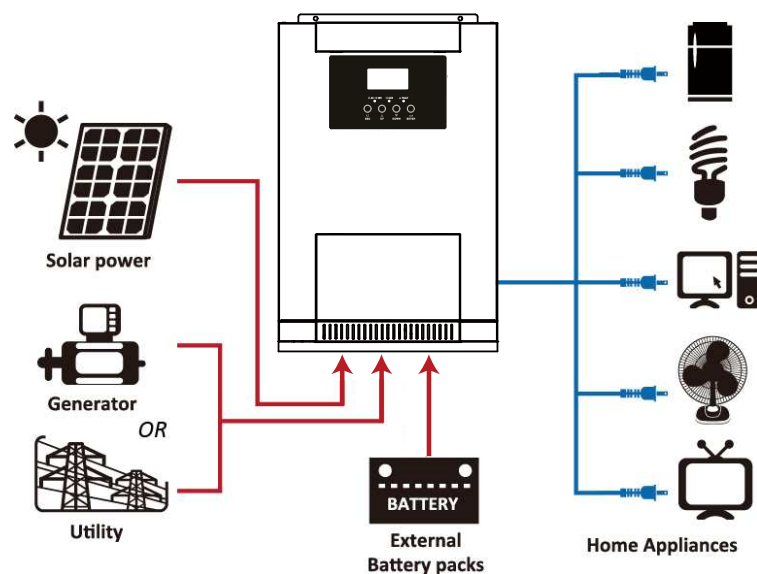 Solar power
Generator
OR
Utility
BATTERY
External
Battery packs
Home Appliances